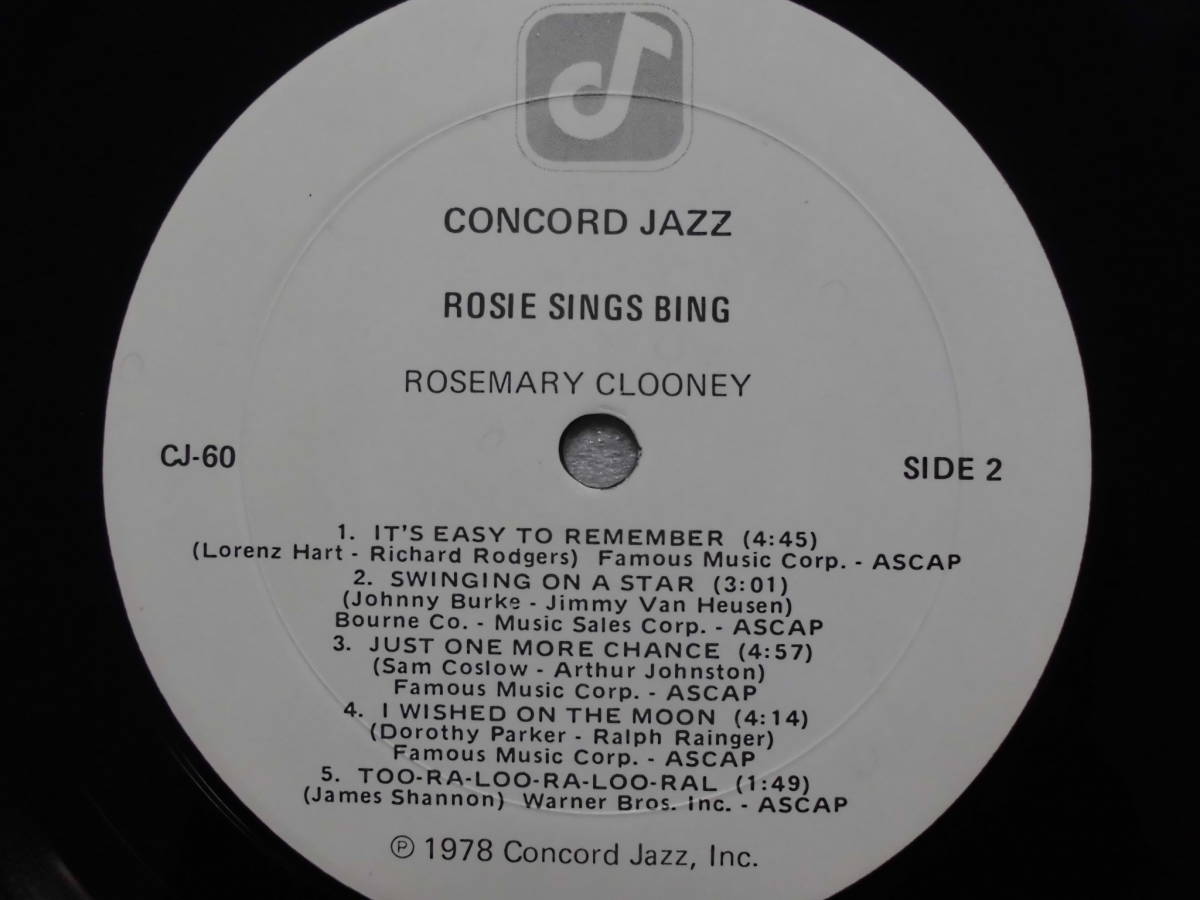 CONCORD JAZZ
ROSIE SINGS BING
ROSEMARY CLOONEY
CJ-60
SIDE 2
1. IT'S EASY TO REMEMBER (4:45)
(Lorenz Hart - Richard Rodgers) Famous Music Corp. - ASCAP
2. SWINGING ON A STAR (3:01)
(Johnny Burke - Jimmy Van Heusen)
Bourne Co. - Music Sales Corp. - ASCAP
3. JUST ONE MORE CHANCE (4:57)
(Sam Coslow - Arthur Johnston)
Famous Music Corp. - ASCAP
4. I WISHED ON THE MOON (4:14)
(Dorothy Parker - Ralph Rainger)
Famous Music Corp. - ASCAP
5. TOO-RA-LOO-RA-LOO-RAL (1:49)
(James Shannon) Warner Bros. Inc. - ASCAP
℗ 1978 Concord Jazz, Inc.